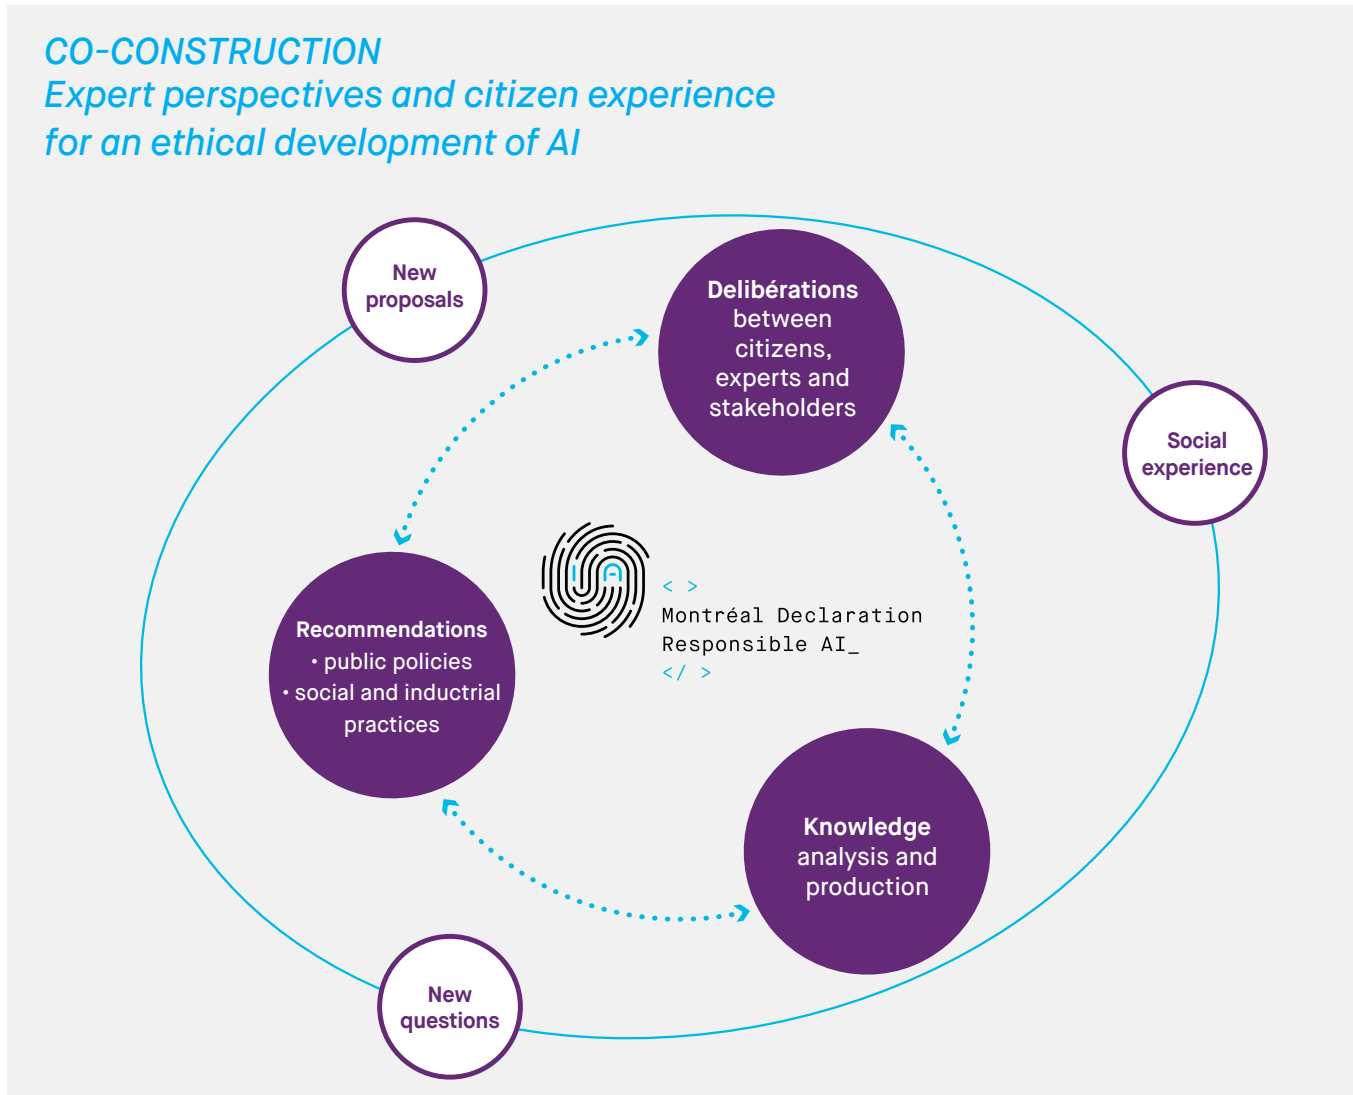 CO-CONSTRUCTION
Expert perspectives and citizen experience
for an ethical development of AI
New
proposals
Delibérations
between
citizens,
experts and
stakeholders
Social
experience
IA
< >
Montréal Declaration
Responsible AI_
</ >
Recommendations
• public policies
• social and inductrial
practices
Knowledge
analysis and
production
New
questions